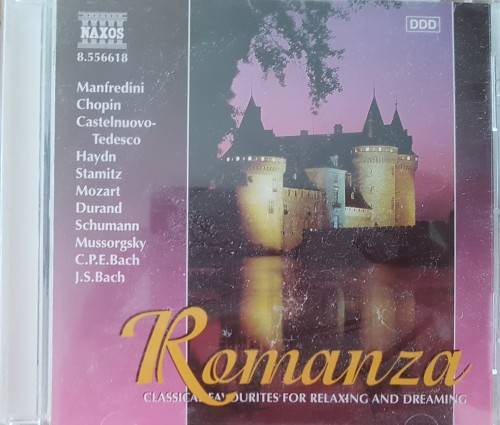 NAXOS
8.556618
DDD
Manfredini
Chopin
Castelnuovo-
Tedesco
Haydn
Stamitz
Mozart
Durand
Schumann
Mussorgsky
C.P.E.Bach
J.S.Bach
Romanza
CLASSICAL FAVOURITES FOR RELAXING AND DREAMING